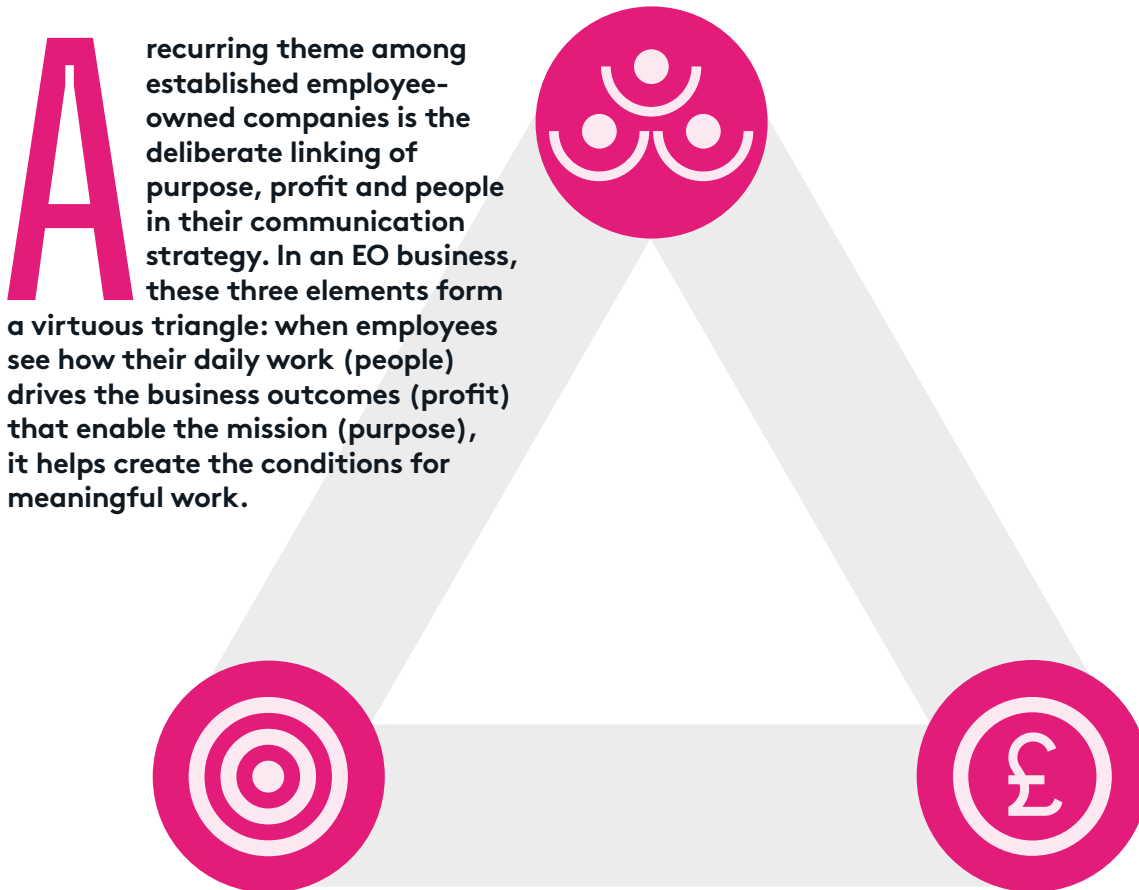 A recurring theme among
established employee-
owned companies is the
deliberate linking of
purpose, profit and people
in their communication
strategy. In an EO business,
these three elements form
a virtuous triangle: when employees
see how their daily work (people)
drives the business outcomes (profit)
that enable the mission (purpose),
it helps create the conditions for
meaningful work.
£